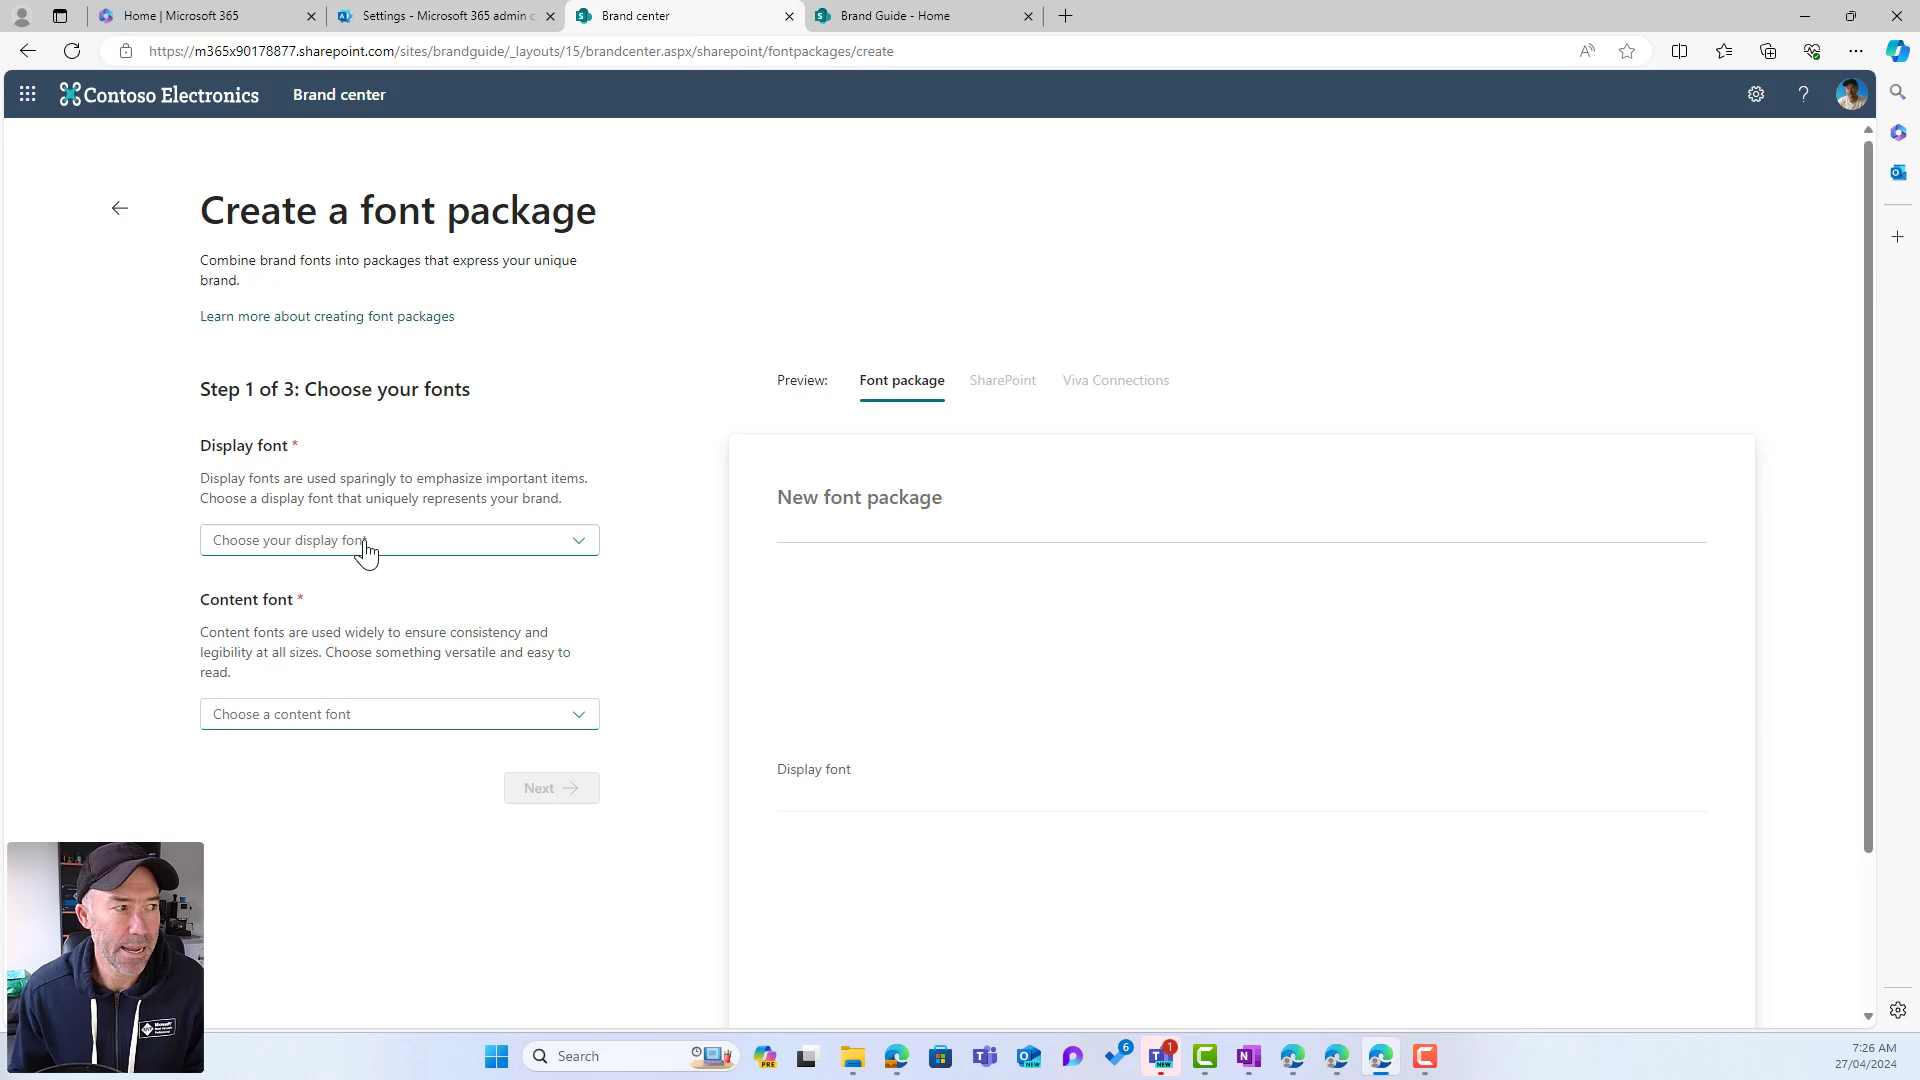 Home | Microsoft 365
Settings - Microsoft 365 admin c
Brand center
Brand Guide - Home
https://m365x90178877.sharepoint.com/sites/brandguide/_layouts/15/brandcenter.aspx/sharepoint/fontpackages/create
Contoso Electronics
Brand center
Create a font package
Combine brand fonts into packages that express your unique
brand.
Learn more about creating font packages
Step 1 of 3: Choose your fonts
Preview:
Font package
SharePoint
Viva Connections
Display font *
Display fonts are used sparingly to emphasize important items.
Choose a display font that uniquely represents your brand.
Choose your display font
New font package
Content font *
Content fonts are used widely to ensure consistency and
legibility at all sizes. Choose something versatile and easy to
read.
Choose a content font
Display font
Next
Search
PRE
NEW
6
1
NEW
7:26 AM
27/04/2024